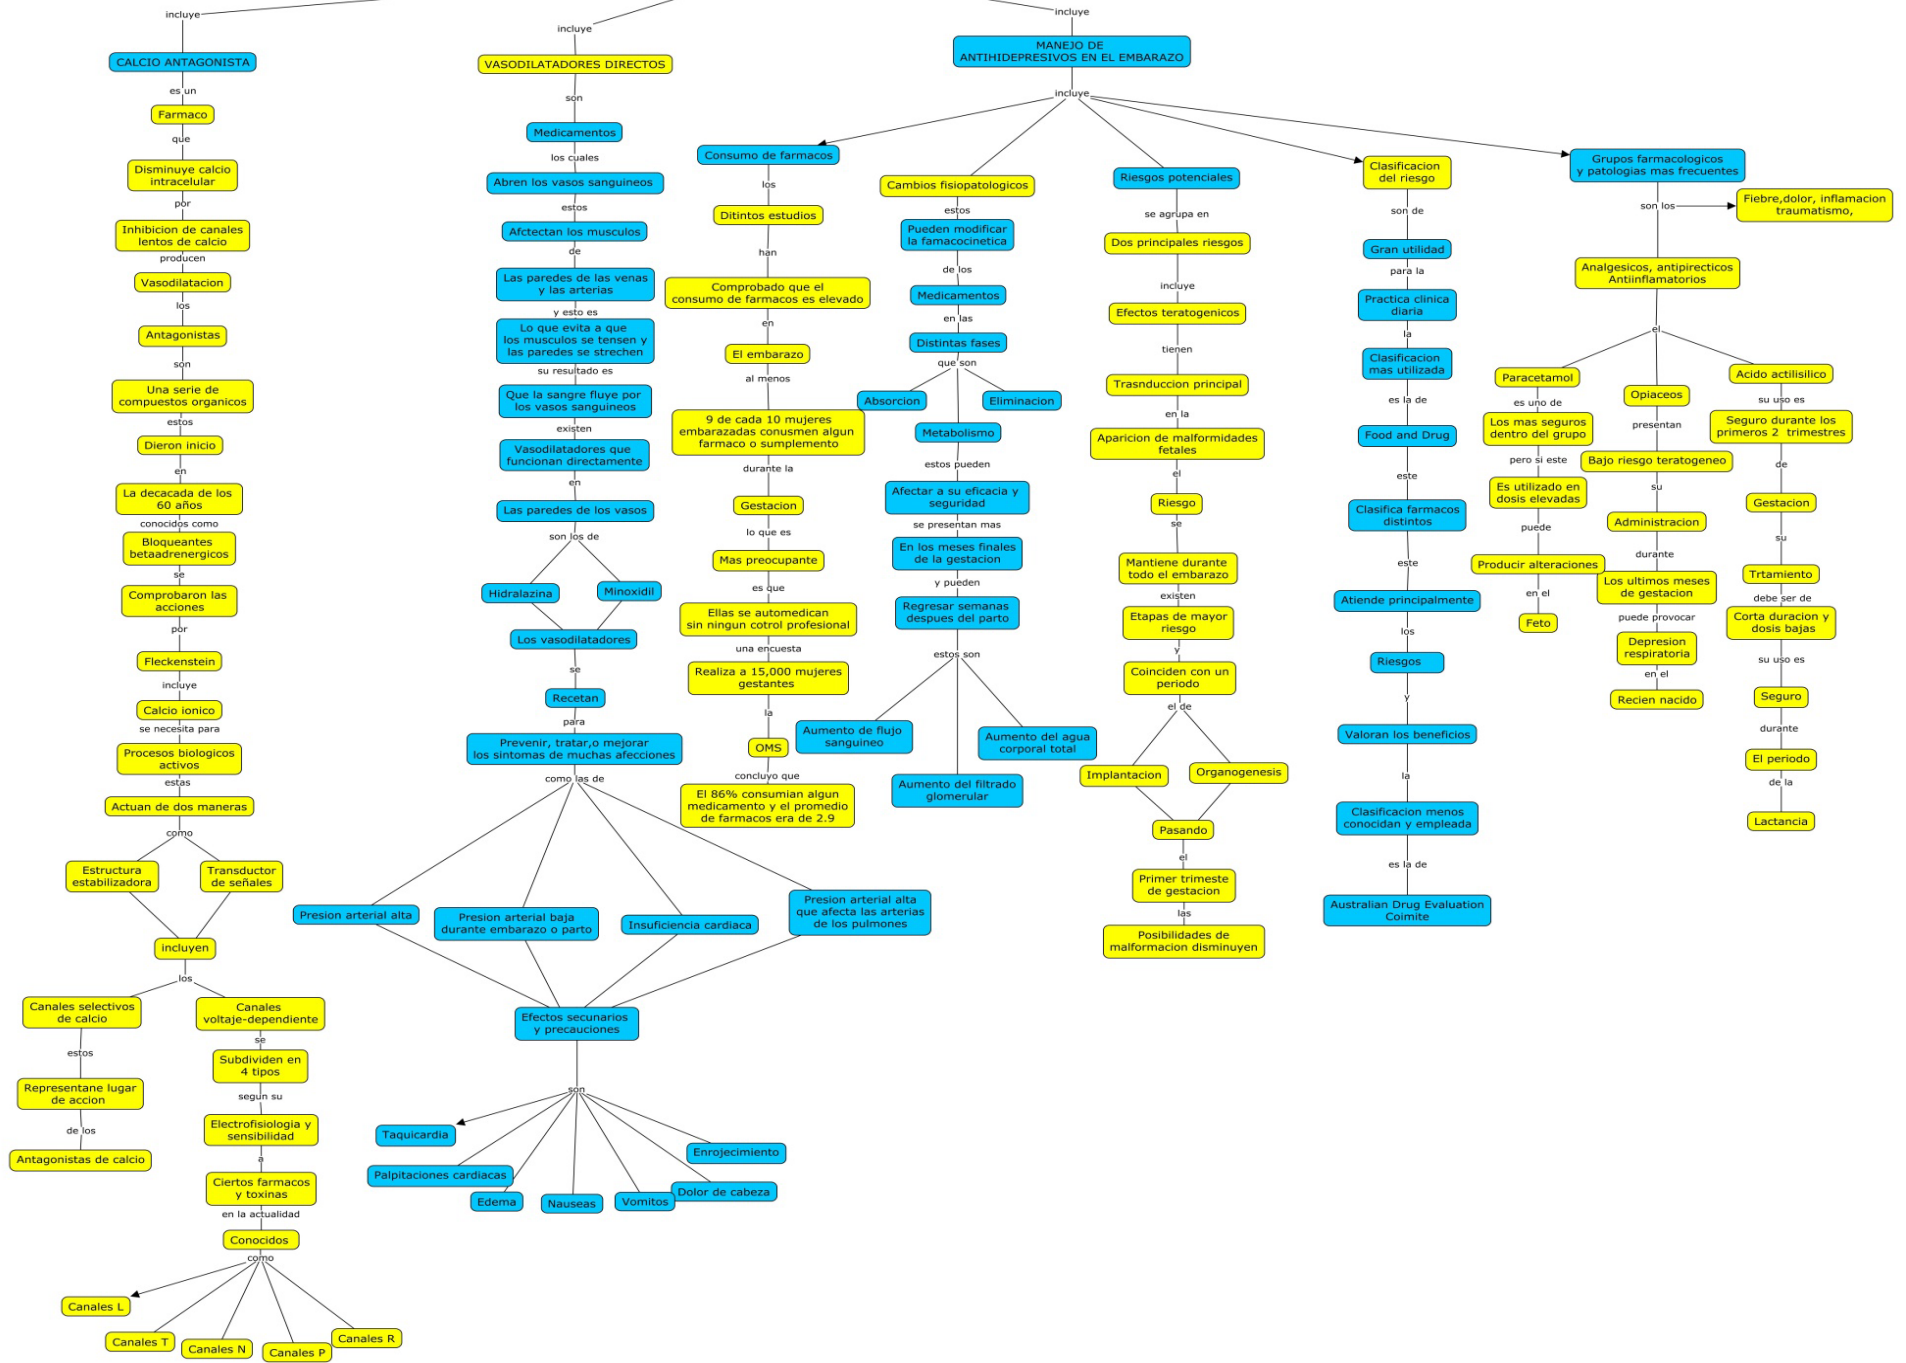 incluye
CALCIO ANTAGONISTA
es un
Farmaco
que
Disminuye calcio
intracelular
por
Inhibicion de canales
lentos de calcio
producen
Vasodilatacion
los
Antagonistas
son
Una serie de
compuestos organicos
estos
Dieron inicio
en
La decacada de los
60 años
conocidos como
Bloqueantes
betaadrenergicos
se
Comprobaron las
acciones
por
Fleckenstein
incluye
Calcio ionico
se necesita para
Procesos biologicos
activos
estas
Actuan de dos maneras
como
Estructura
estabilizadora
Transductor
de señales
incluyen
los
Canales selectivos
de calcio
estos
Representane lugar
de accion
de los
Antagonistas de calcio
Canales
voltaje-dependiente
se
Subdividen en
4 tipos
segun su
Electrofisiologia y
sensibilidad
a
Ciertos farmacos
y toxinas
en la actualidad
Conocidos
como
Canales L
Canales T
Canales N
Canales P
Canales R
incluye
VASODILATADORES DIRECTOS
son
Medicamentos
los cuales
Abren los vasos sanguineos
estos
Afctectan los musculos
de
Las paredes de las venas
y las arterias
y esto es
Lo que evita a que
los musculos se tensen y
las paredes se strechen
su resultado es
Que la sangre fluye por
los vasos sanguineos
existen
Vasodilatadores que
funcionan directamente
en
Las paredes de los vasos
son los de
Hidralazina
Minoxidil
Los vasodilatadores
se
Recetan
para
Prevenir, tratar,o mejorar
los sintomas de muchas afecciones
como las de
Presion arterial alta
Presion arterial baja
durante embarazo o parto
Insuficiencia cardiaca
Presion arterial alta
que afecta las arterias
de los pulmones
Efectos secunarios
y precauciones
son
Taquicardia
Palpitaciones cardiacas
Edema
Nauseas
Vomitos
Dolor de cabeza
Enrojecimiento
incluye
MANEJO DE
ANTIHIDEPRESIVOS EN EL EMBARAZO
incluye
Consumo de farmacos
los
Ditintos estudios
han
Comprobado que el
consumo de farmacos es elevado
en
El embarazo
al menos
9 de cada 10 mujeres
embarazadas conusmen algun
farmaco o sumplemento
durante la
Gestacion
lo que es
Mas preocupante
es que
Ellas se automedican
sin ningun cotrol profesional
una encuesta
Realiza a 15,000 mujeres
gestantes
la
OMS
concluyo que
El 86% consumian algun
medicamento y el promedio
de farmacos era de 2.9
Cambios fisiopatologicos
estos
Pueden modificar
la famacocinetica
de los
Medicamentos
en las
Distintas fases
que son
Absorcion
Metabolismo
Eliminacion
estos pueden
Afectar a su eficacia y
seguridad
se presentan mas
En los meses finales
de la gestacion
y pueden
Regresar semanas
despues del parto
estos son
Aumento de flujo
sanguineo
Aumento del filtrado
glomerular
Aumento del agua
corporal total
Riesgos potenciales
se agrupa en
Dos principales riesgos
incluye
Efectos teratogenicos
tienen
Trasnduccion principal
en la
Aparicion de malformidades
fetales
el
Riesgo
se
Mantiene durante
todo el embarazo
existen
Etapas de mayor
riesgo
y
Coinciden con un
periodo
el de
Implantacion
Organogenesis
Pasando
el
Primer trimeste
de gestacion
las
Posibilidades de
malformacion disminuyen
Clasificacion
del riesgo
son de
Gran utilidad
para la
Practica clinica
diaria
la
Clasificacion
mas utilizada
es la de
Food and Drug
este
Clasifica farmacos
distintos
este
Atiende principalmente
los
Riesgos
y
Valoran los beneficios
la
Clasificacion menos
conocidan y empleada
es la de
Australian Drug Evaluation
Coimite
Grupos farmacologicos
y patologias mas frecuentes
son los
Fiebre,dolor, inflamacion
traumatismo,
Analgesicos, antipirecticos
Antiinflamatorios
el
Paracetamol
es uno de
Los mas seguros
dentro del grupo
pero si este
Es utilizado en
dosis elevadas
puede
Producir alteraciones
en el
Feto
Opiaceos
presentan
Bajo riesgo teratogeneo
su
Administracion
durante
Los ultimos meses
de gestacion
puede provocar
Depresion
respiratoria
en el
Recien nacido
Acido actilisilico
su uso es
Seguro durante los
primeros 2 trimestres
de
Gestacion
su
Trtamiento
debe ser de
Corta duracion y
dosis bajas
su uso es
Seguro
durante
El periodo
de la
Lactancia